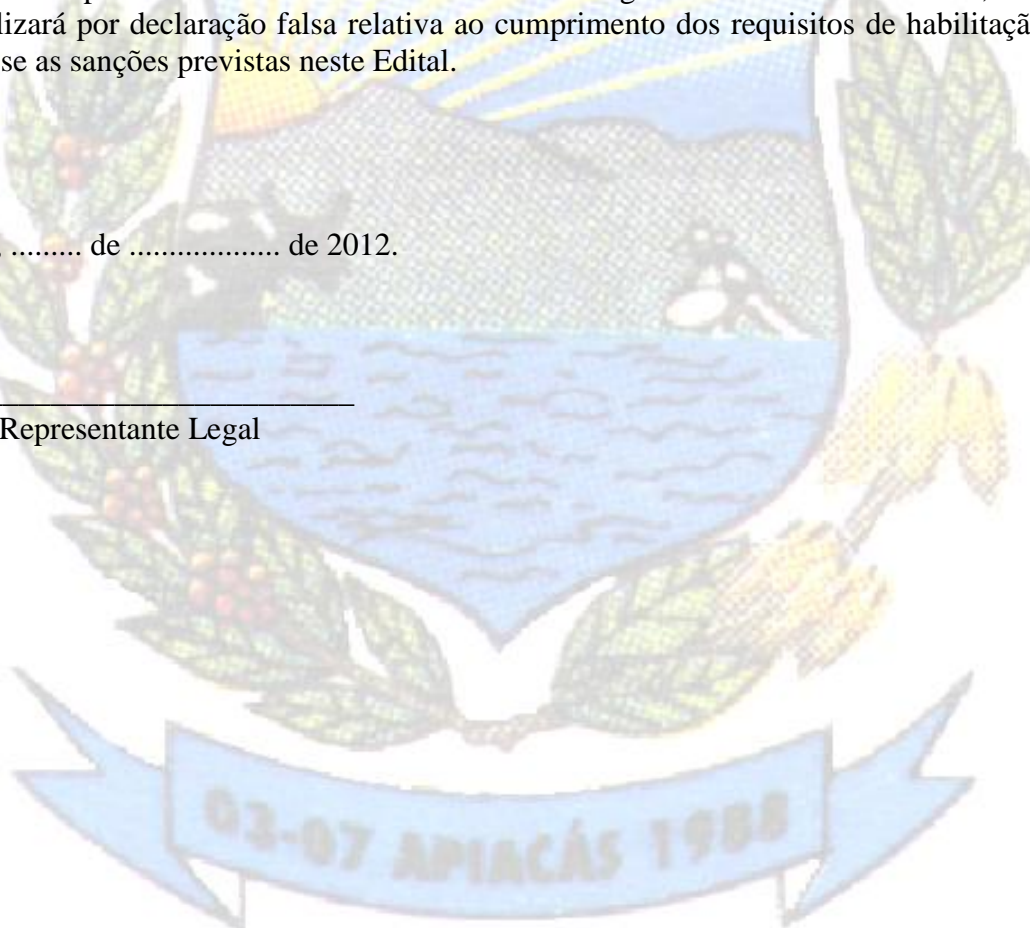 lizará por declaração falsa relativa ao cumprimento dos requisitos de habilitaçã
se as sanções previstas neste Edital.
, ......... de ................... de 2012.
Representante Legal
03-07 APIACÁS 1988